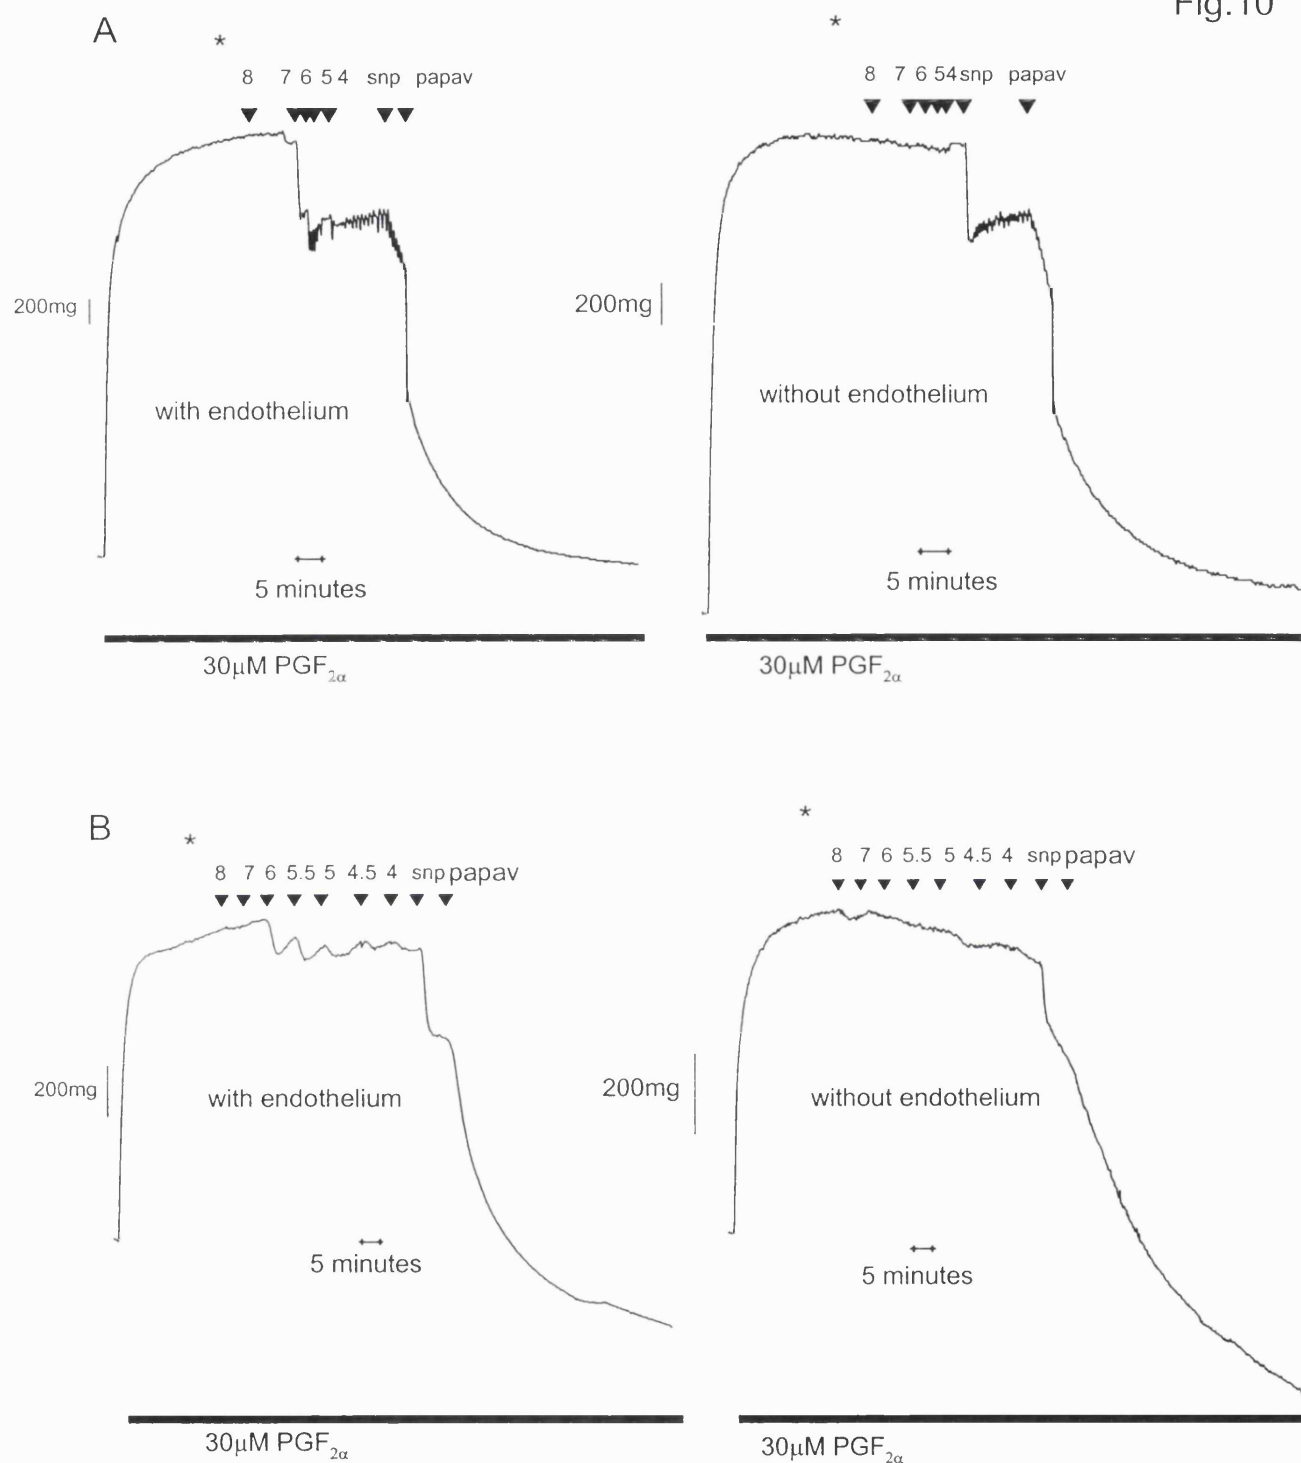 Fig.10
A
*
8 7 6 5 4 snp papav
200mg
with endothelium
5 minutes
30µM PGF2α
*
8 7 6 54 snp papav
200mg
without endothelium
5 minutes
30µM PGF2α
B
*
8 7 6 5.5 5 4.5 4 snp papav
200mg
with endothelium
5 minutes
30µM PGF2α
*
8 7 6 5.5 5 4.5 4 snp papav
200mg
without endothelium
5 minutes
30µM PGF2α